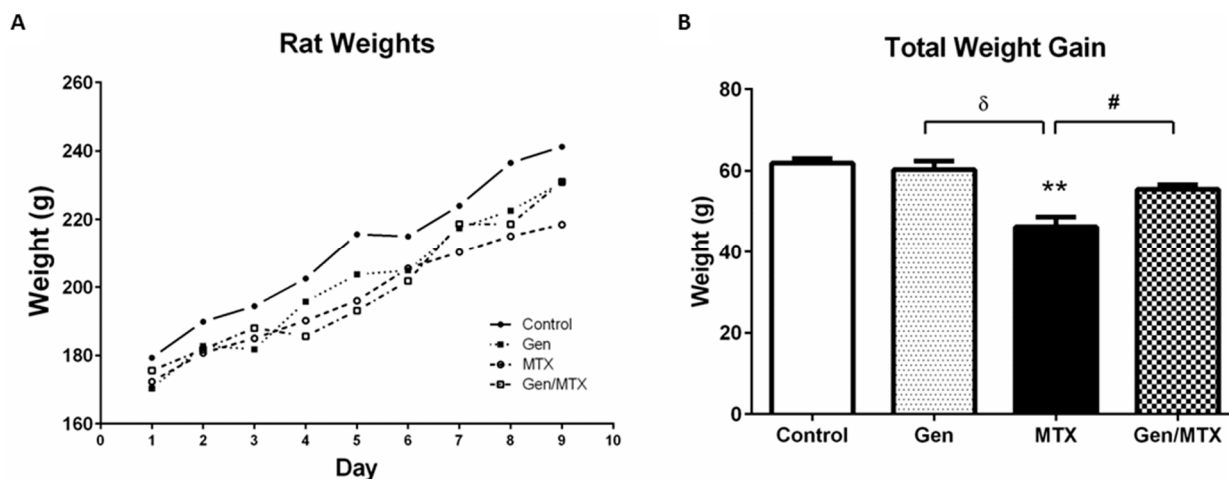 A
Rat Weights
Weight (g)
260
240
220
200
180
160
0 1 2 3 4 5 6 7 8 9 10
Day
Control
Gen
MTX
Gen/MTX
B
Total Weight Gain
Weight (g)
80
60
40
20
0
δ
#
**
Control Gen MTX Gen/MTX